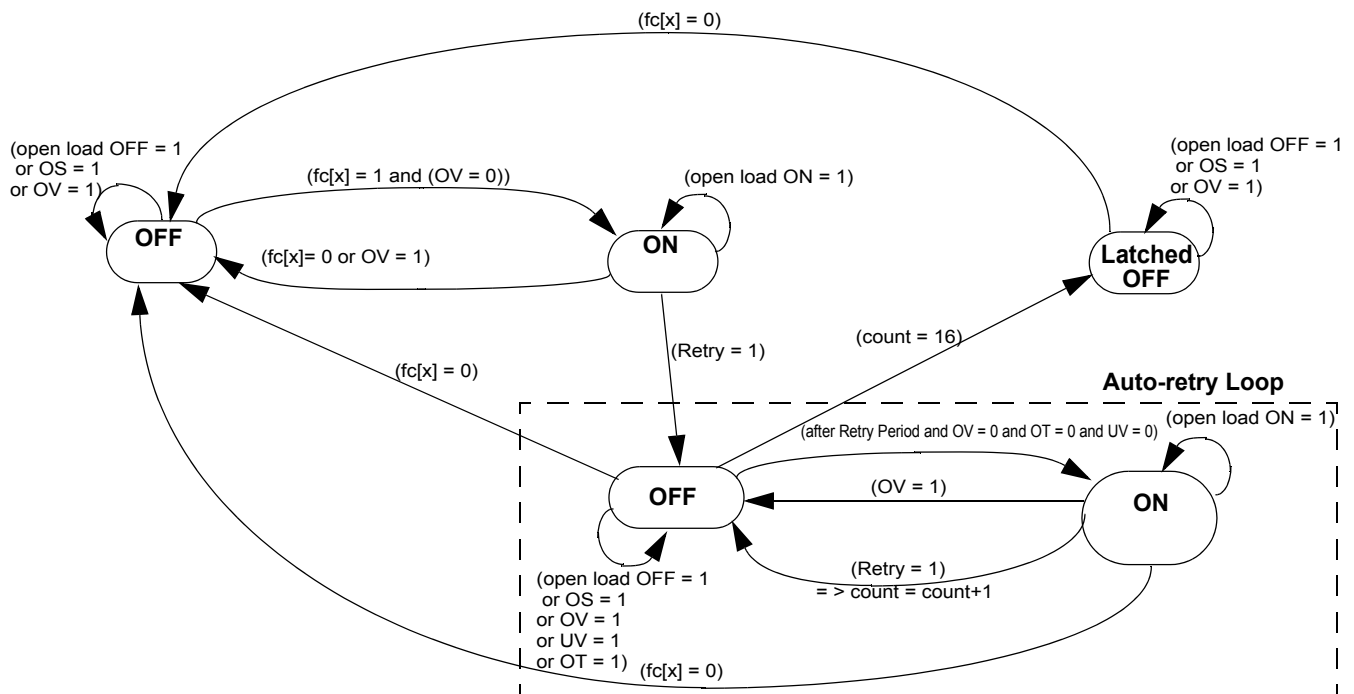 (fc[x] = 0)
(open load OFF = 1
or OS = 1
or OV = 1)
(fc[x] = 1 and (OV = 0))
(open load ON = 1)
(open load OFF = 1
or OS = 1
or OV = 1)
OFF
(fc[x]= 0 or OV = 1)
ON
Latched
OFF
(Retry = 1)
(count = 16)
(fc[x] = 0)
Auto-retry Loop
(after Retry Period and OV = 0 and OT = 0 and UV = 0)
(open load ON = 1)
OFF
(OV = 1)
ON
(Retry = 1)
= > count = count+1
(open load OFF = 1
or OS = 1
or OV = 1
or UV = 1
or OT = 1)
(fc[x] = 0)